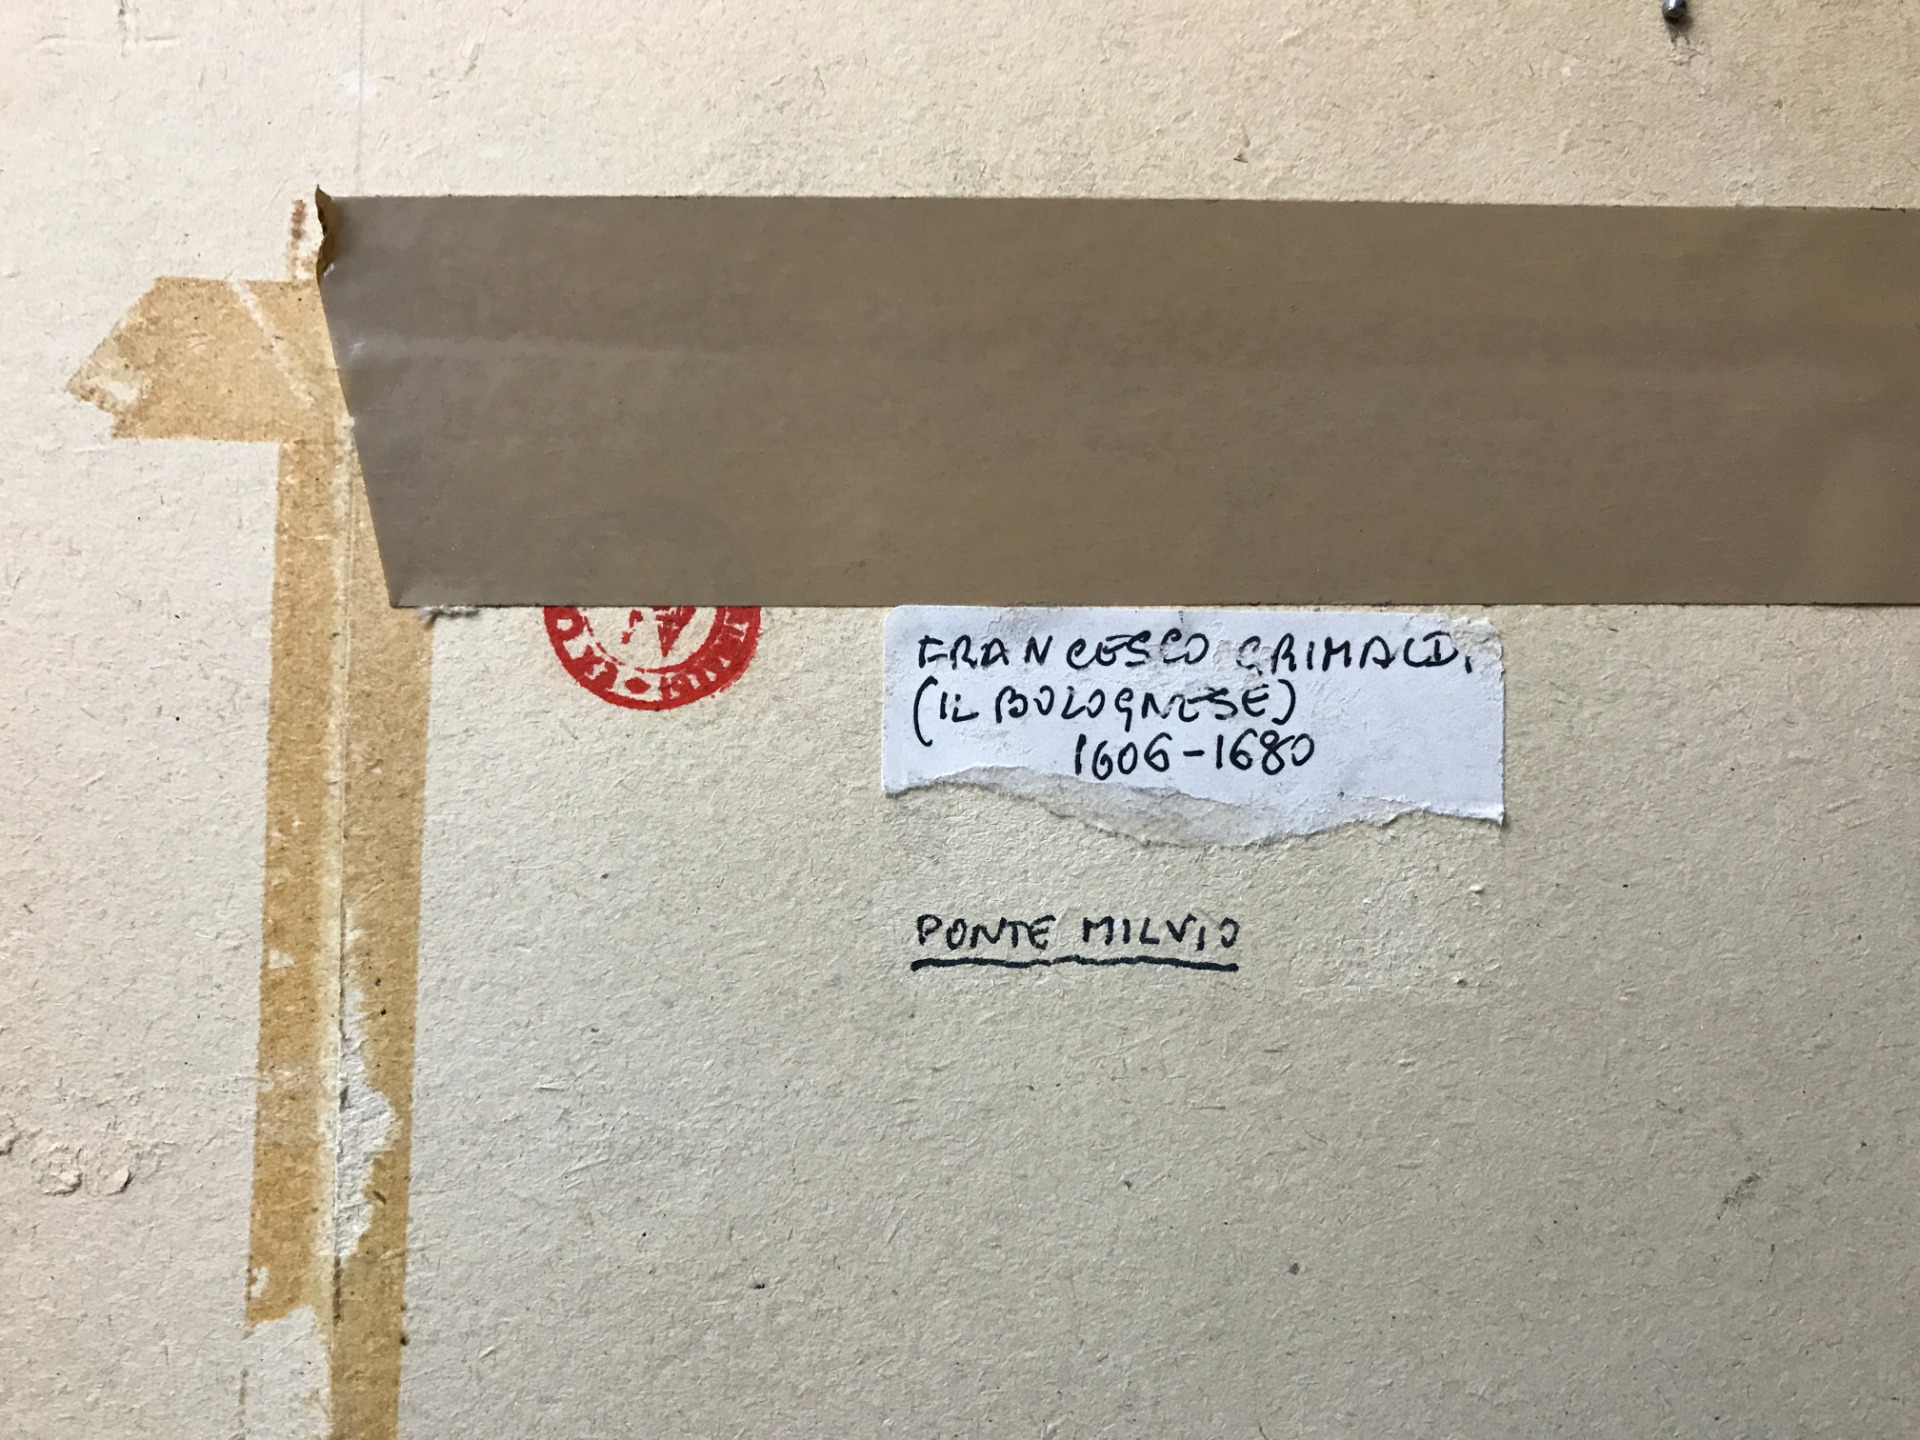 FRANCESCO GRIMALDI
(IL BOLOGNESE)
1606-1680
PONTE MILVIO